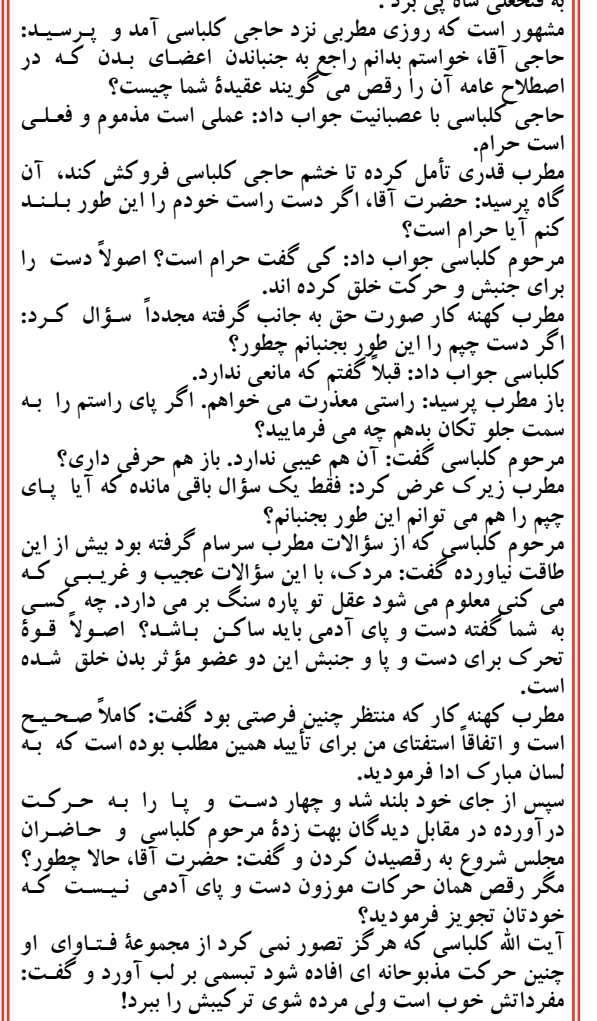 به فتحعلی شاه پی برد .
مشهور است که روزی مطربی نزد حاجی کلباسی آمد و پرسید:
حاجی آقا، خواستم بدانم راجع به جنباندن اعضای بدن که در
اصطلاح عامه آن را رقص می گویند عقیدۀ شما چیست؟
حاجی کلباسی با عصبانیت جواب داد: عملی است مذموم و فعلی
است حرام.
مطرب قدری تأمل کرده تا خشم حاجی کلباسی فروکش کند، آن
گاه پرسید: حضرت آقا، اگر دست راست خودم را این طور بلند
کنم آیا حرام است؟
مرحوم کلباسی جواب داد: کی گفت حرام است؟ اصولاً دست را
برای جنبش و حرکت خلق کرده اند.
مطرب کهنه کار صورت حق به جانب گرفته مجدداً سؤال کرد:
اگر دست چپم را این طور بجنبانم چطور؟
کلباسی جواب داد: قبلاً گفتم که مانعی ندارد.
باز مطرب پرسید: راستی معذرت می خواهم. اگر پای راستم را به
سمت جلو تکان بدهم چه می فرمایید؟
مرحوم کلباسی گفت: آن هم عیبی ندارد. باز هم حرفی داری؟
مطرب زیرک عرض کرد: فقط یک سؤال باقی مانده که آیا پای
چپم را هم می توانم این طور بجنبانم؟
مرحوم کلباسی که از سؤالات مطرب سرسام گرفته بود بیش از این
طاقت نیاورده گفت: مردک، با این سؤالات عجیب و غریبی که
می کنی معلوم می شود عقل تو پاره سنگ بر می دارد. چه کسی
به شما گفته دست و پای آدمی باید ساکن باشد؟ اصولاً قوۀ
تحرک برای دست و پا و جنبش این دو عضو مؤثر بدن خلق شده
است.
مطرب کهنه کار که منتظر چنین فرصتی بود گفت: کاملاً صحیح
است و اتفاقاً استفتای من برای تأیید همین مطلب بوده است که به
لسان مبارک ادا فرمودید.
سپس از جای خود بلند شد و چهار دست و پا را به حرکت
درآورده در مقابل دیدگان بهت زدۀ مرحوم کلباسی و حاضران
مجلس شروع به رقصیدن کردن و گفت: حضرت آقا، حالا چطور؟
مگر رقص همان حرکات موزون دست و پای آدمی نیست که
خودتان تجویز فرمودید؟
آیت الله کلباسی که هرگز تصور نمی کرد از مجموعۀ فتاوای او
چنین حرکت مذبوحانه ای افاده شود تبسمی بر لب آورد و گفت:
مفرداتش خوب است ولی مرده شوی ترکیبش را ببرد!